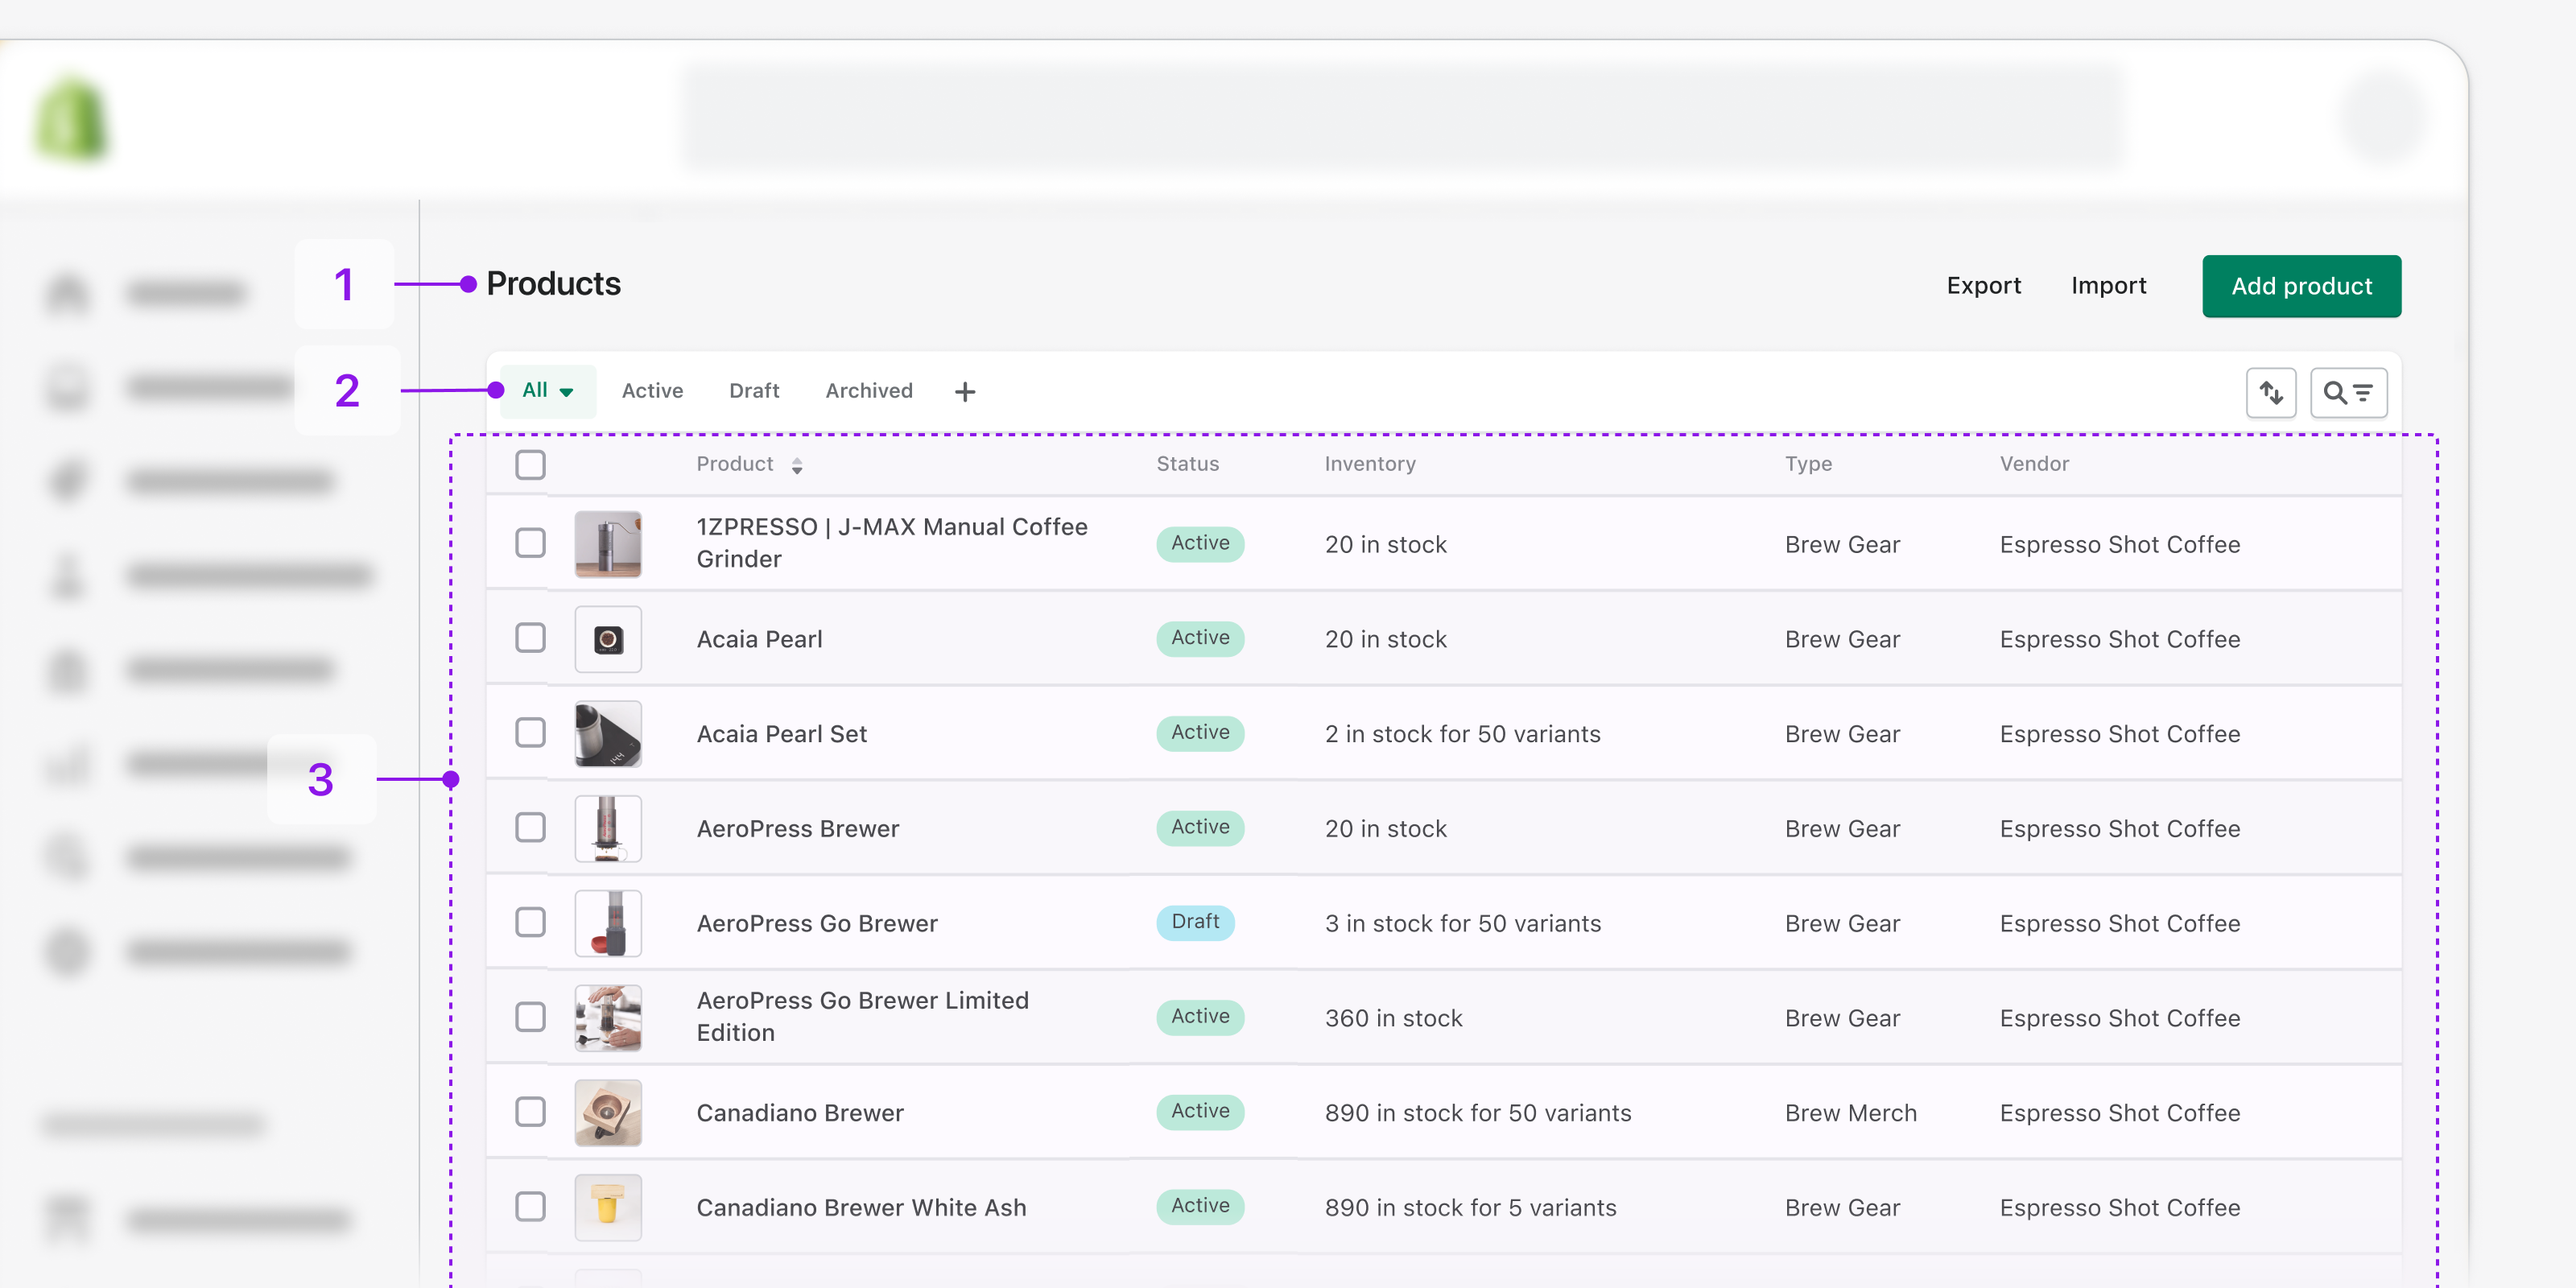 1
Products
Export
Import
Add product
2
All
Active
Draft
Archived
+
Product
Status
Inventory
Type
Vendor
1ZPRESSO | J-MAX Manual Coffee
Grinder
Active
20 in stock
Brew Gear
Espresso Shot Coffee
Acaia Pearl
Active
20 in stock
Brew Gear
Espresso Shot Coffee
3
Acaia Pearl Set
Active
2 in stock for 50 variants
Brew Gear
Espresso Shot Coffee
AeroPress Brewer
Active
20 in stock
Brew Gear
Espresso Shot Coffee
AeroPress Go Brewer
Draft
3 in stock for 50 variants
Brew Gear
Espresso Shot Coffee
AeroPress Go Brewer Limited
Edition
Active
360 in stock
Brew Gear
Espresso Shot Coffee
Canadiano Brewer
Active
890 in stock for 50 variants
Brew Merch
Espresso Shot Coffee
Canadiano Brewer White Ash
Active
890 in stock for 5 variants
Brew Gear
Espresso Shot Coffee